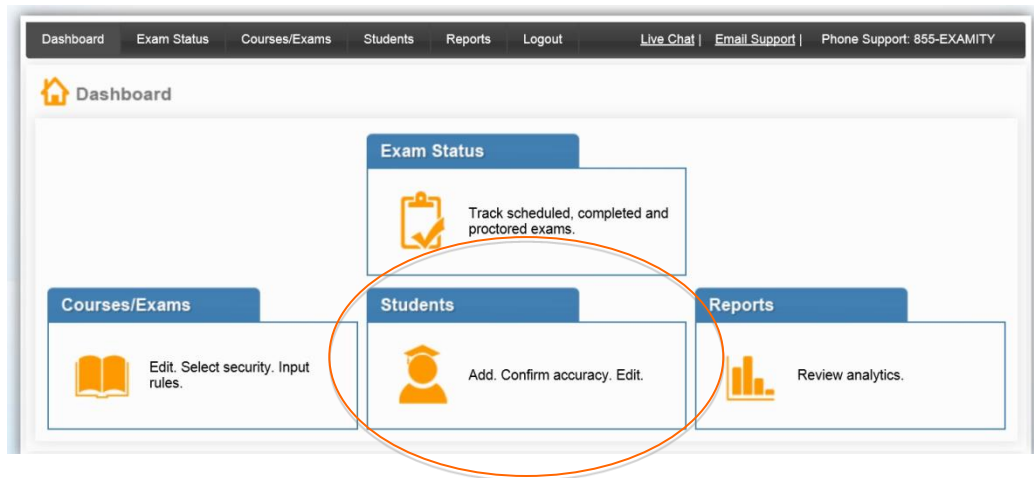 Dashboard Exam Status Courses/Exams Students Reports Logout Live Chat | Email Support | Phone Support: 855-EXAMITY
Dashboard
Exam Status
Track scheduled, completed and
proctored exams.
Courses/Exams
Edit. Select security. Input
rules.
Students
Add. Confirm accuracy. Edit.
Reports
Review analytics.